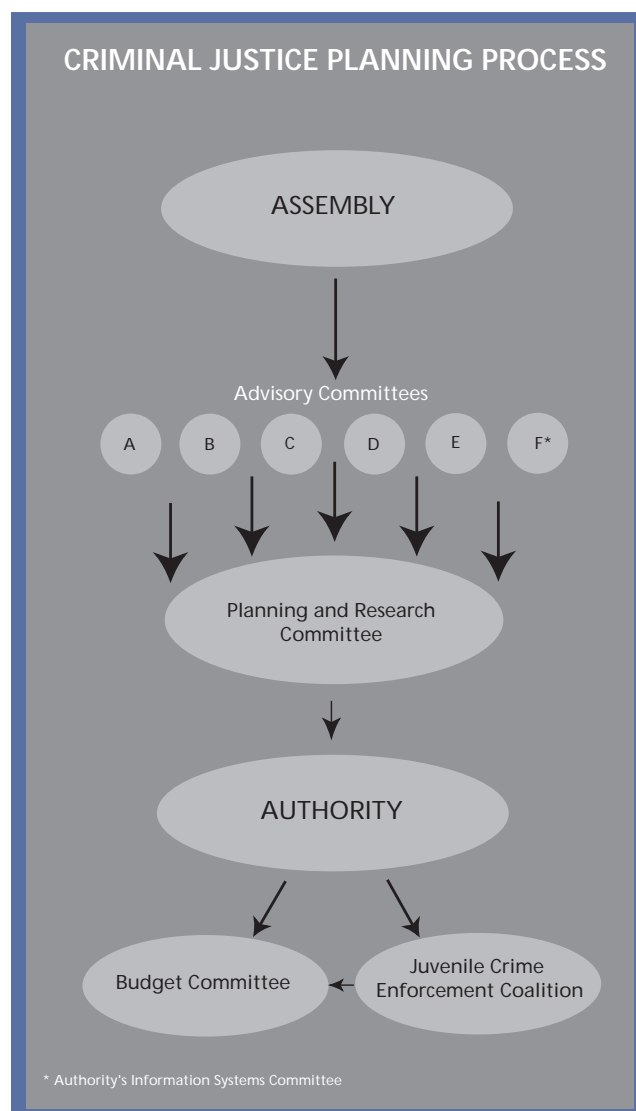 CRIMINAL JUSTICE PLANNING PROCESS
ASSEMBLY
Advisory Committees
A B C D E F*
Planning and Research
Committee
AUTHORITY
Budget Committee
Juvenile Crime
Enforcement Coalition
* Authority's Information Systems Committee